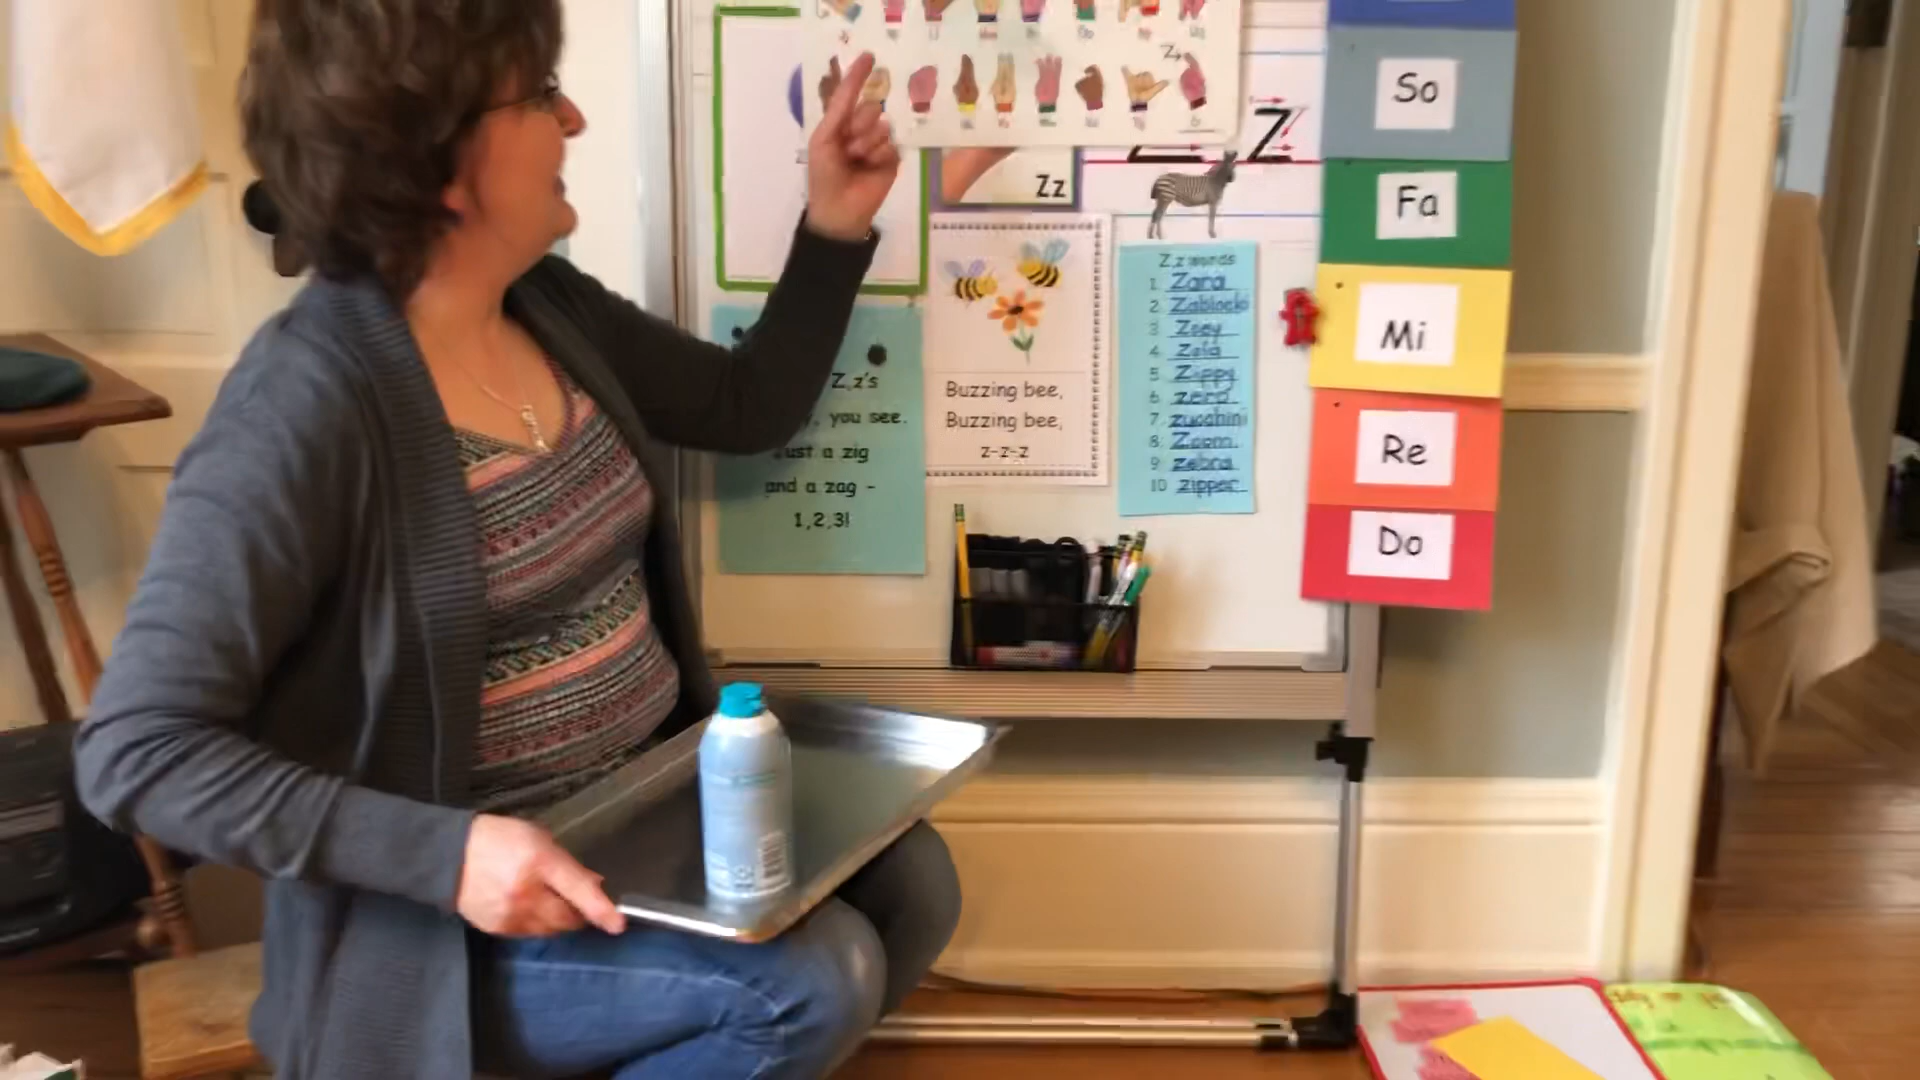 Zz
Z,z words
1. Zara
2. Zablocki
3. Zoey
4. Zola
5. Zippy
6. zero
7. zucchini
8. Zoom
9. zebra
10 zipper
Buzzing bee,
Buzzing bee,
z-z-z
Z,z's
you see.
Just a zig
and a zag -
1,2,3!
Z
So
Fa
Mi
Re
Do